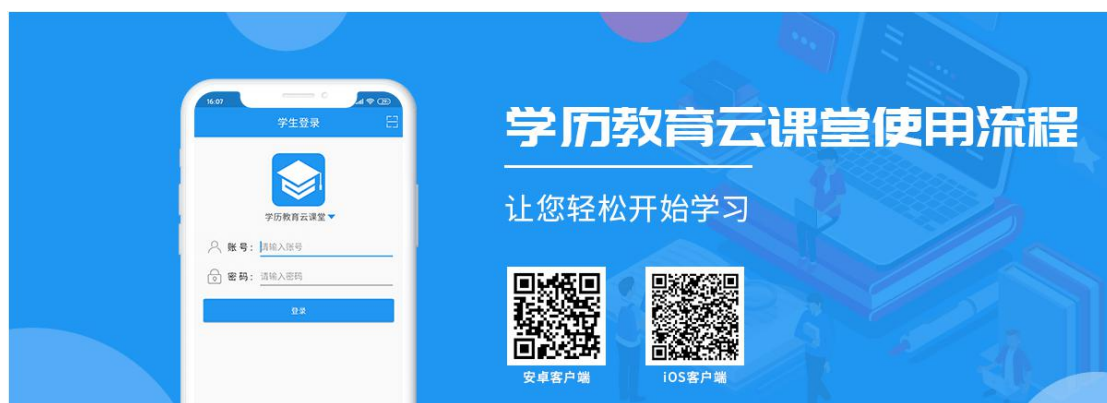 16:07
学生登录
学历教育云课堂
账号：请输入账号
密码：请输入密码
登录
学历教育云课堂使用流程
让您轻松开始学习
安卓客户端
iOS客户端